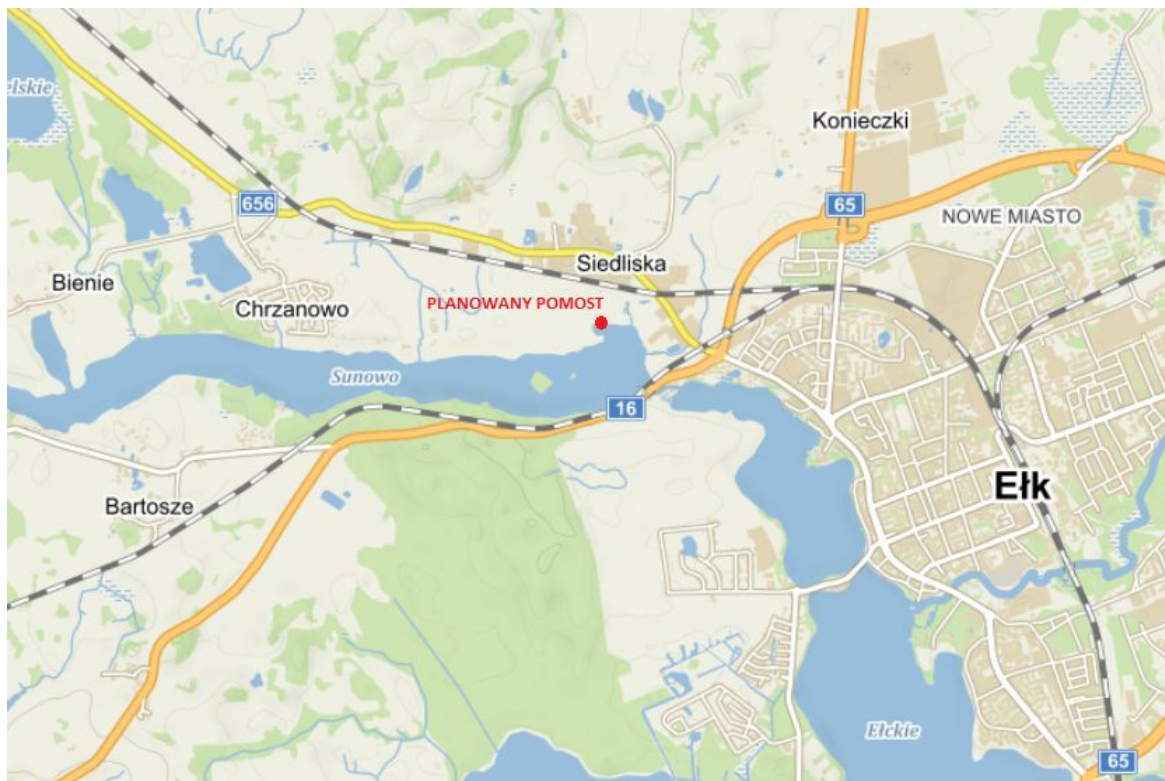 elskie
Konieczki
656
65
NOWE MIASTO
Siedliska
Bienie
PLANOWANY POMOST
Chrzanowo
Sunowo
16
Ełk
Bartosze
Ełckie
65